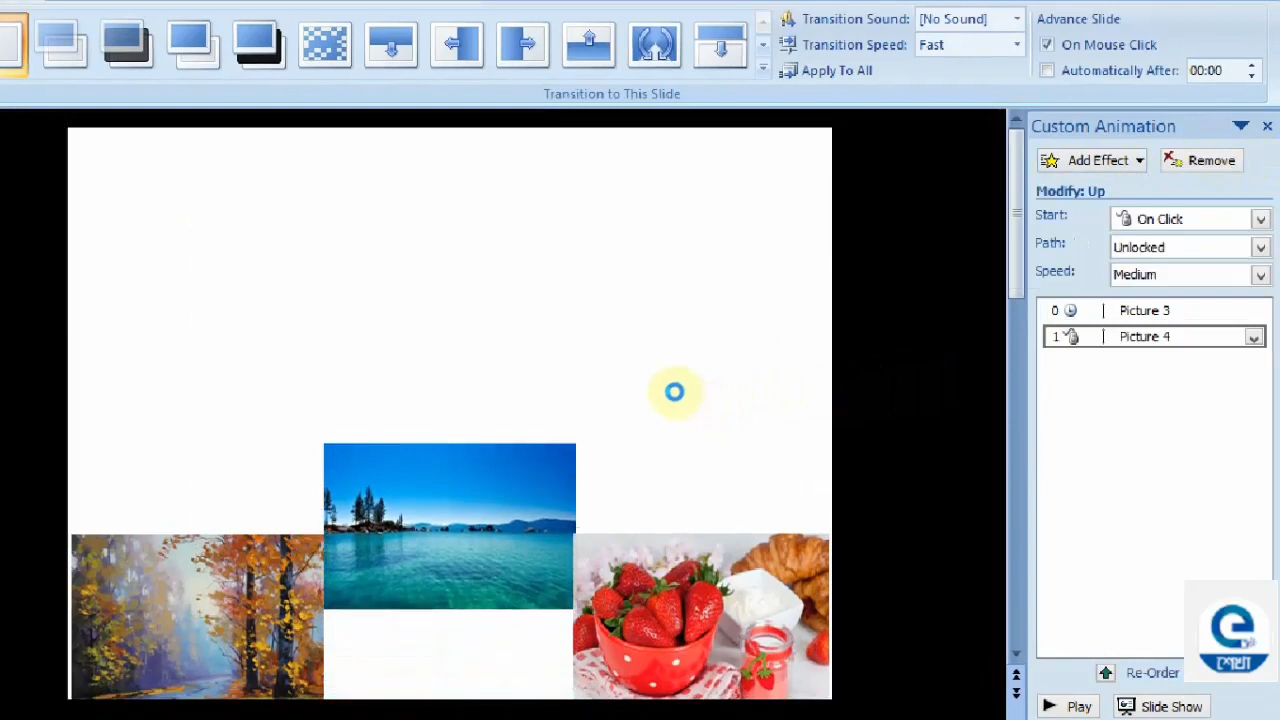 Transition Sound: [No Sound]
Advance Slide
Transition Speed: Fast
On Mouse Click
Apply To All
Automatically After: 00:00
Transition to This Slide
Custom Animation
Add Effect
Remove
Modify: Up
Start: On Click
Path: Unlocked
Speed: Medium
0 Picture 3
1 Picture 4
e
শেখা
Re-Order
Play
Slide Show